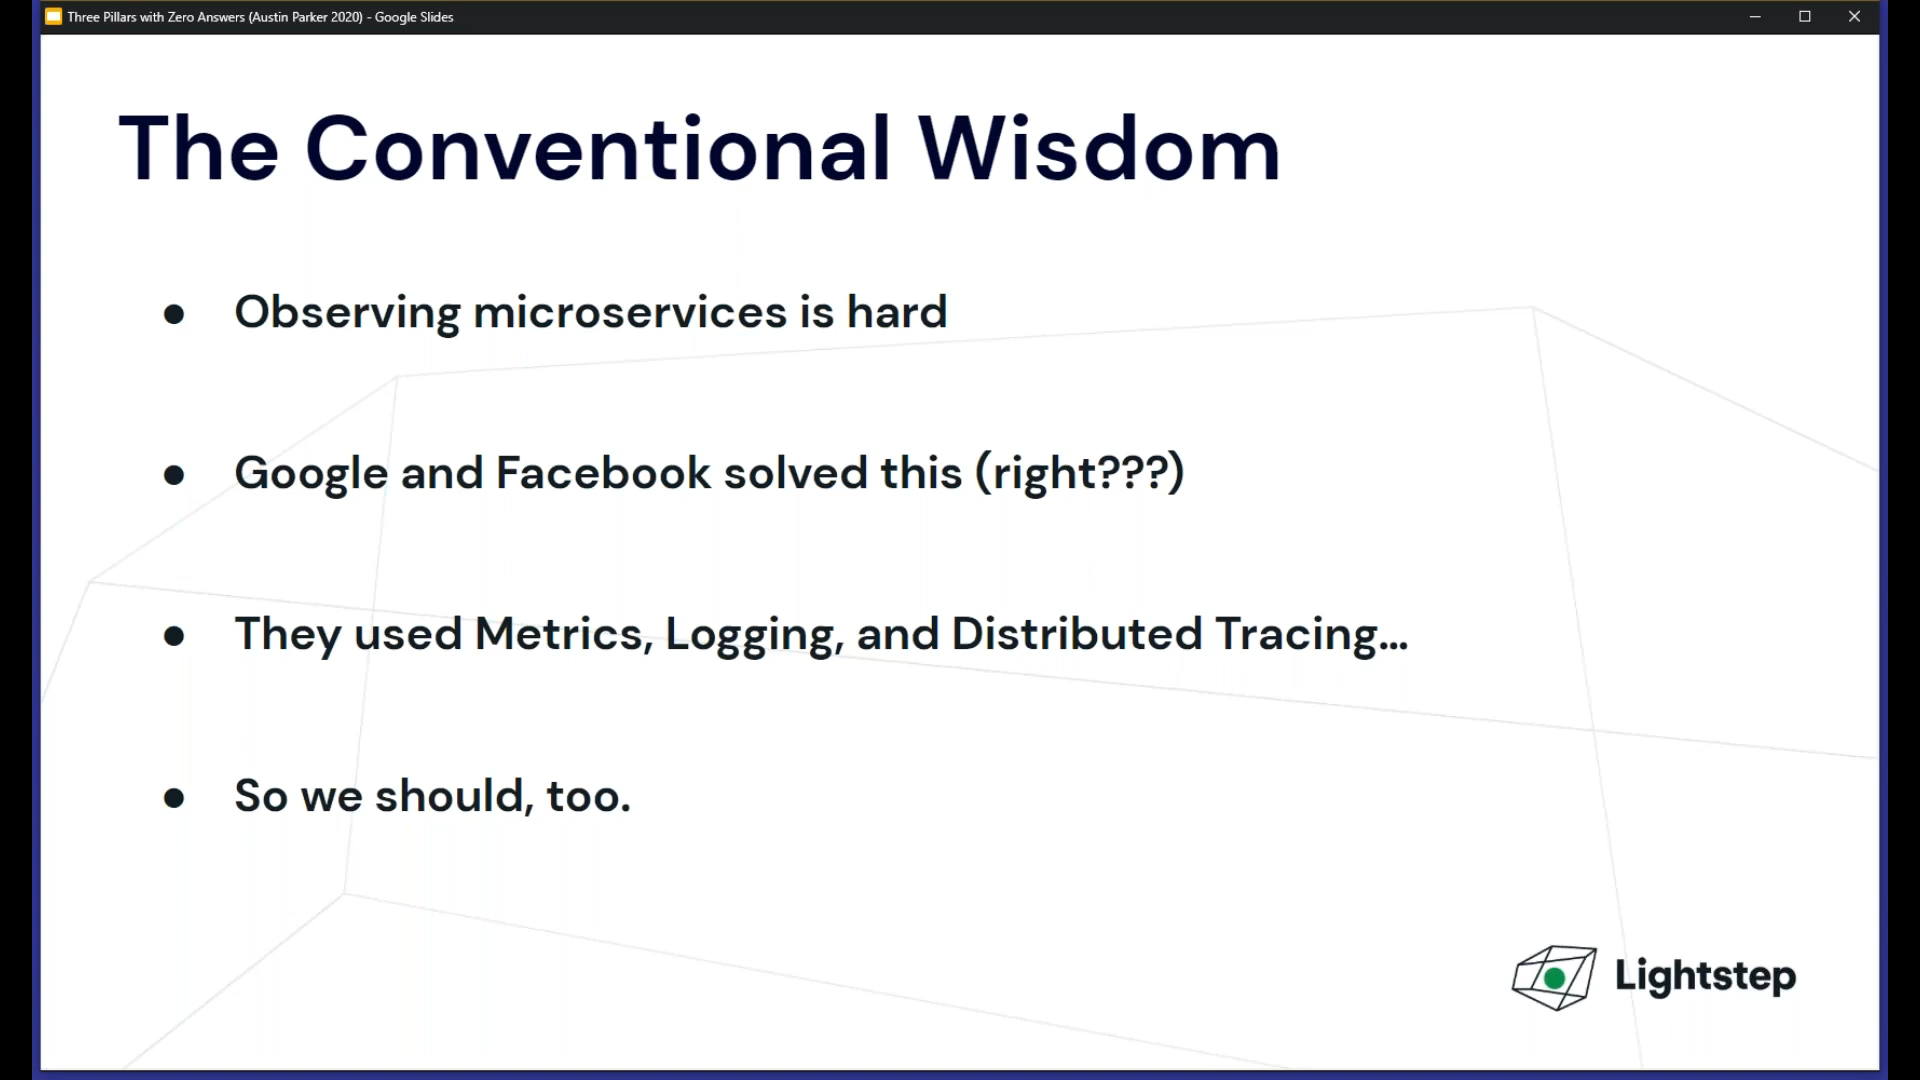 Three Pillars with Zero Answers (Austin Parker 2020) - Google Slides
The Conventional Wisdom
● Observing microservices is hard
● Google and Facebook solved this (right???)
● They used Metrics, Logging, and Distributed Tracing...
● So we should, too.
Lightstep